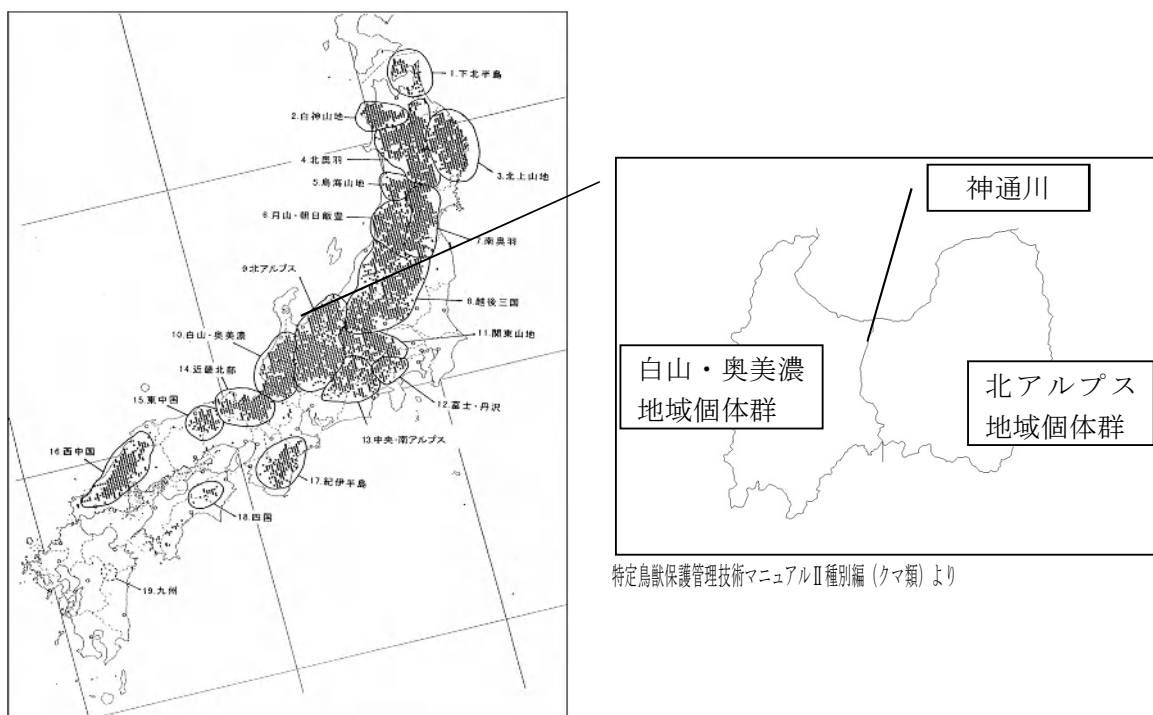 1.下北半島
2.白神山地
4.北奥羽
3.北上山地
5.鳥海山地
6.月山・朝日飯豊
7.南奥羽
9.北アルプス
8.越後三国
10.白山・奥美濃
11.関東山地
14.近畿北部
15.東中国
12.富士・丹沢
13.中央・南アルプス
16.西中国
17.紀伊半島
18.四国
19.九州
神通川
白山・奥美濃
地域個体群
北アルプス
地域個体群
特定鳥獣保護管理技術マニュアルⅡ種別編（クマ類）より